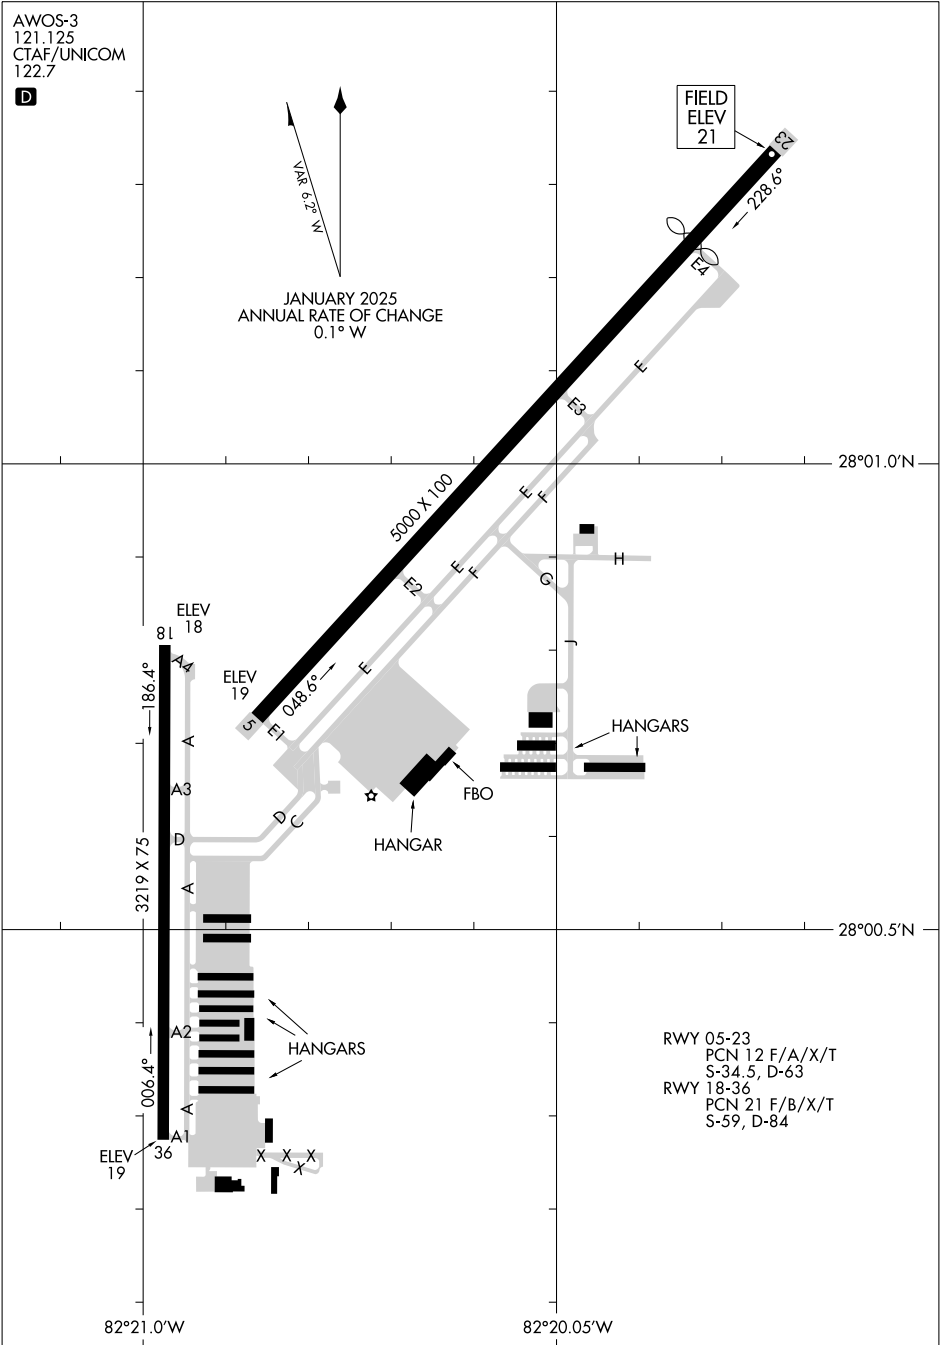 AWOS-3
121.125
CTAF/UNICOM
122.7
D
VAR 6.2° W
JANUARY 2025
ANNUAL RATE OF CHANGE
0.1° W
FIELD
ELEV
21
23
228.6°
E4
E
E3
28°01.0'N
5000 X 100
E
F
H
G
E
F
E2
J
ELEV
18
18
A4
186.4°
ELEV
19
048.6°
E
5
E1
A
HANGARS
A3
FBO
D
C
D
HANGAR
3219 X 75
A
28°00.5'N
A2
HANGARS
006.4°
A
A1
36
ELEV
19
X X X
X
RWY 05-23
PCN 12 F/A/X/T
S-34.5, D-63
RWY 18-36
PCN 21 F/B/X/T
S-59, D-84
82°21.0'W
82°20.05'W